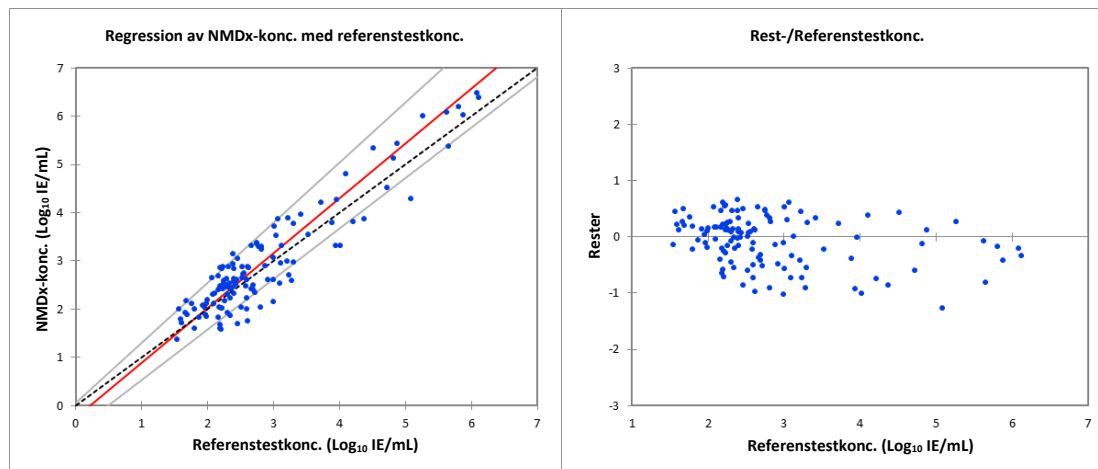 Regression av NMDx-konc. med referenstestkonc.
7
6
5
4
3
2
1
0
NMDx-konc. (Log₁₀ IE/mL)
0 1 2 3 4 5 6 7
Referenstestkonc. (Log₁₀ IE/mL)
Rest-/Referenstestkonc.
3
2
1
0
-1
-2
-3
Rester
1 2 3 4 5 6 7
Referenstestkonc. (Log₁₀ IE/mL)